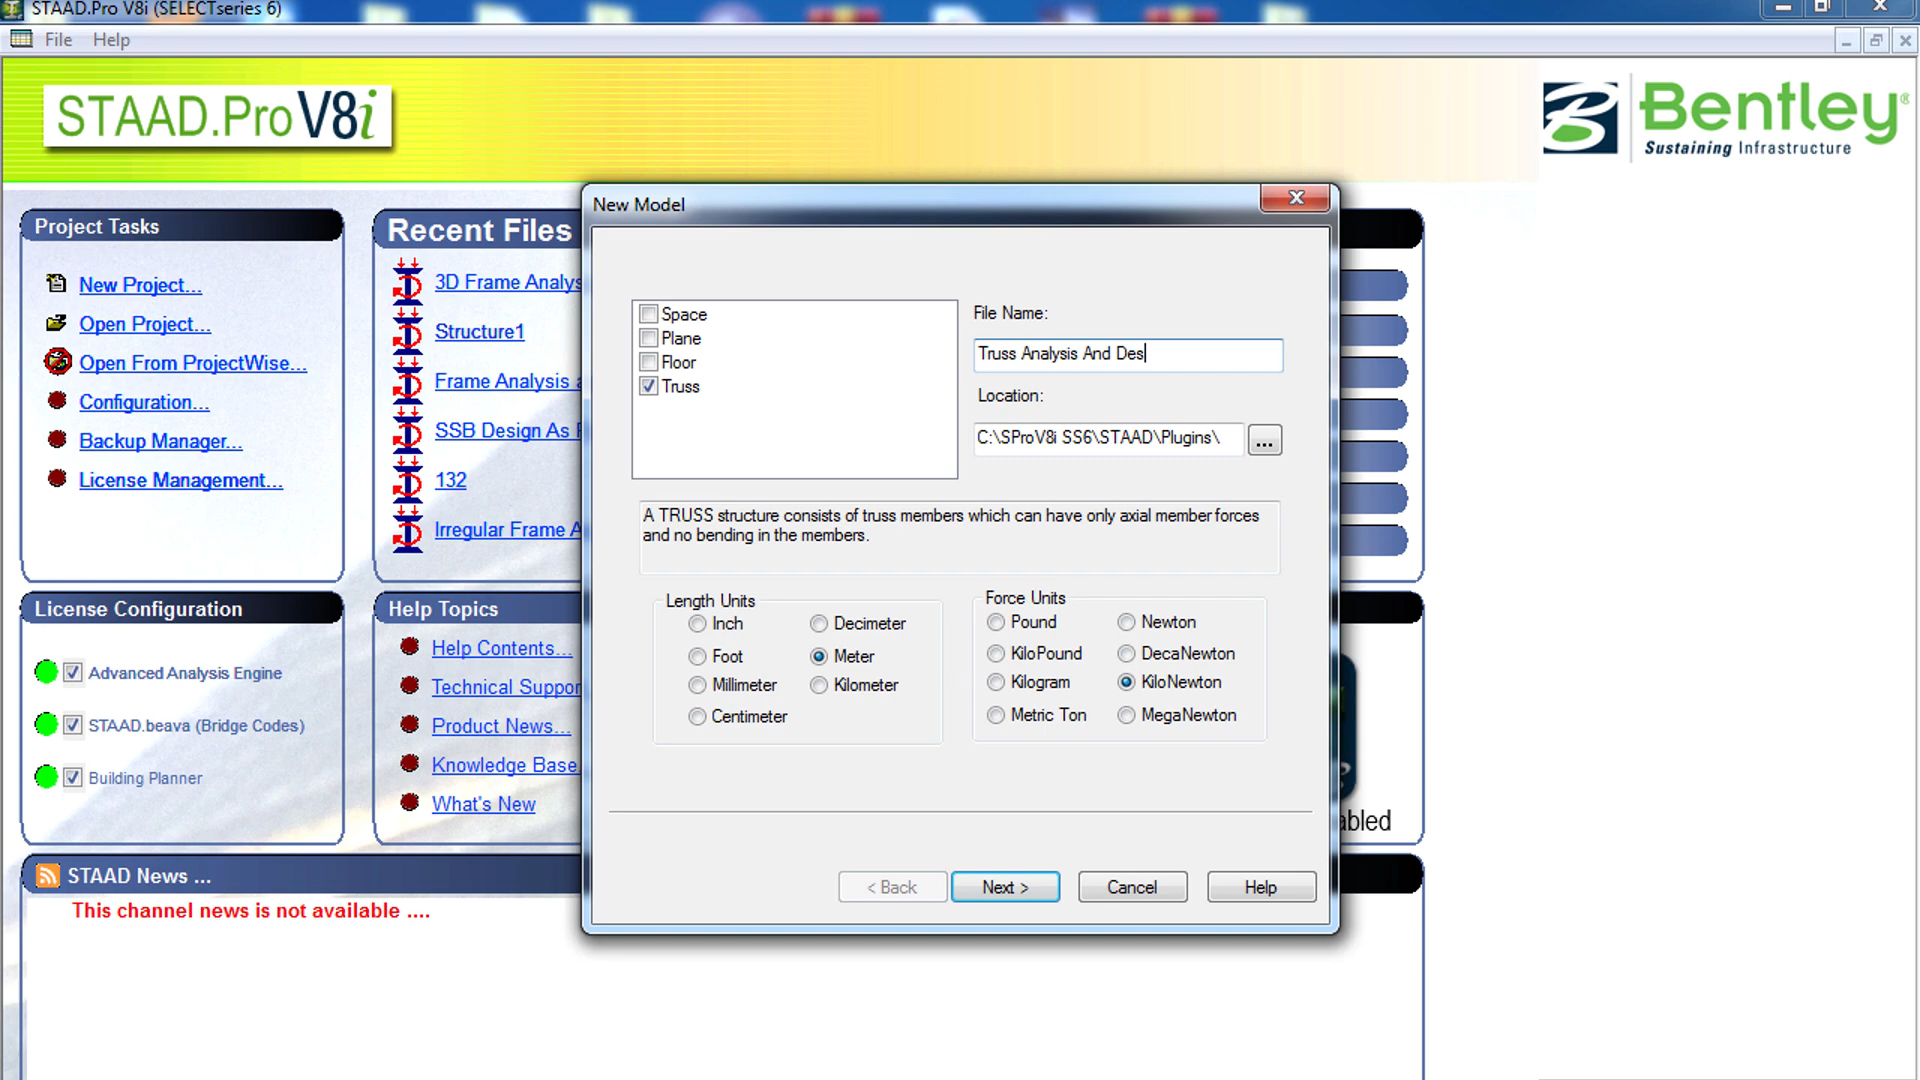 STAAD.Pro V8i (SELECTseries 6)
File Help
STAAD.Pro V8i
Bentley®
Sustaining Infrastructure
Project Tasks
New Project...
Open Project...
Open From ProjectWise...
Configuration...
Backup Manager...
License Management...
Recent Files
3D Frame Analys
Structure1
Frame Analysis a
SSB Design As
132
Irregular Frame A
New Model
Space
Plane
Floor
Truss
File Name:
Truss Analysis And Des
Location:
C:\SProV8i SS6\STAAD\Plugins\
...
A TRUSS structure consists of truss members which can have only axial member forces
and no bending in the members.
Length Units
Inch
Foot
Millimeter
Centimeter
Decimeter
Meter
Kilometer
Force Units
Pound
KiloPound
Kilogram
Metric Ton
Newton
DecaNewton
KiloNewton
MegaNewton
< Back
Next >
Cancel
Help
License Configuration
Advanced Analysis Engine
STAAD.beava (Bridge Codes)
Building Planner
Help Topics
Help Contents...
Technical Suppor
Product News...
Knowledge Base
What's New
abled
STAAD News ...
This channel news is not available ....